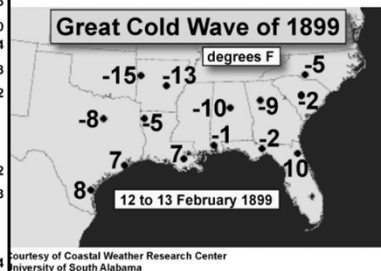 Great Cold Wave of 1899
degrees F
-5
-15 -13
-10 -9 -2
-8 -5
-1
-2
7 7
10
8
12 to 13 February 1899
ourtesy of Coastal Weather Research Center
University of South Alabama